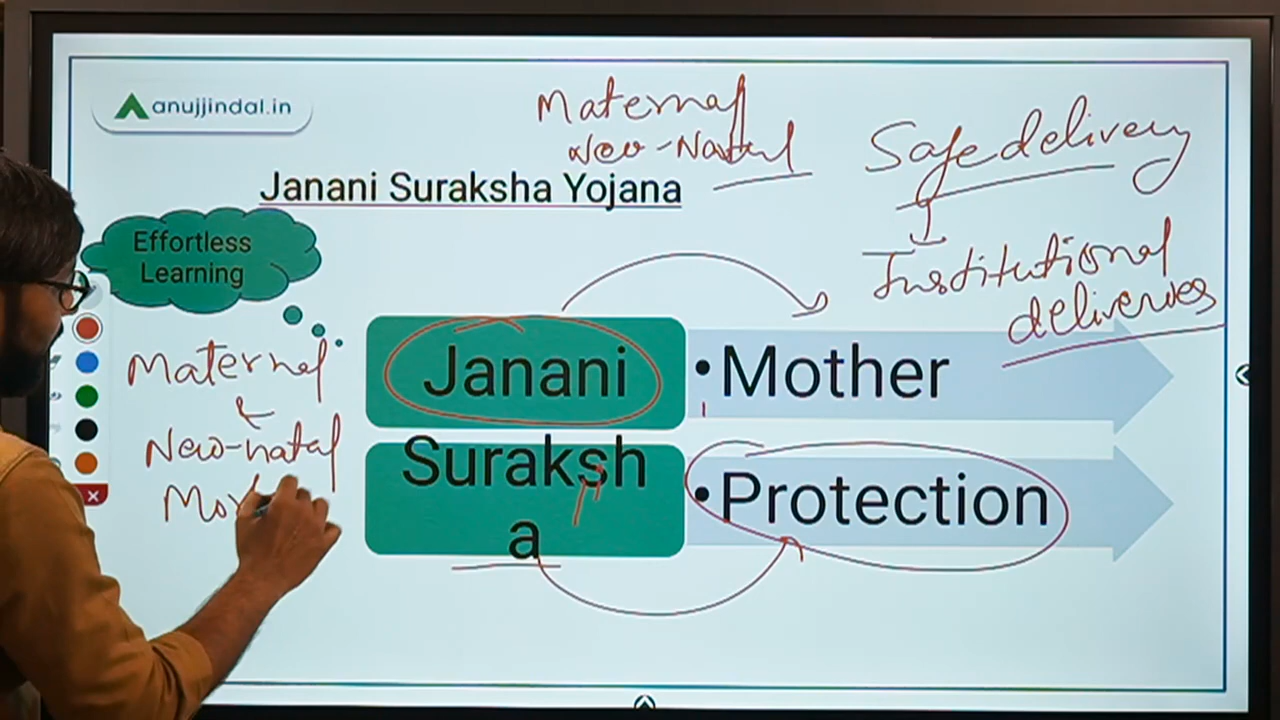 anujjindal.in
Maternal
Neo-Natal
Safe delivery
Institutional
deliveries
Janani Suraksha Yojana
Effortless
Learning
Maternal
&
Neo-natal
Janani
•Mother
Suraksh
a
•Protection